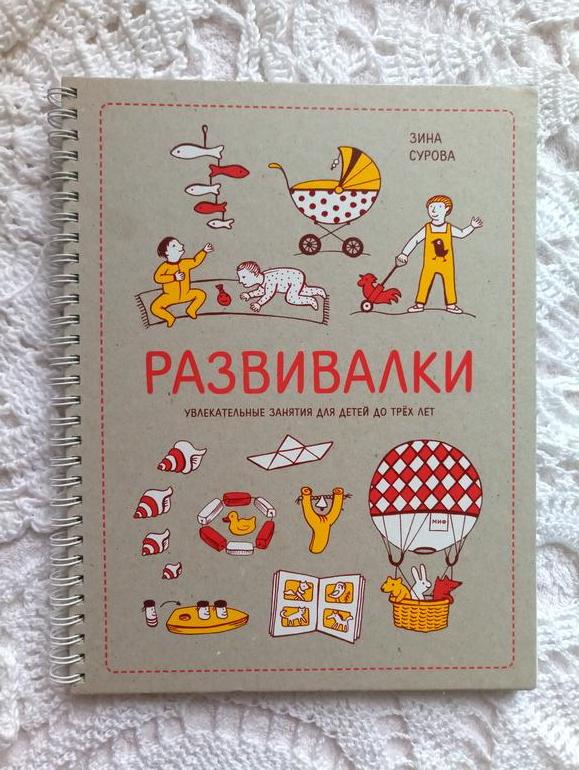 ЗИНА
СУРОВА
РАЗВИВАЛКИ
УВЛЕКАТЕЛЬНЫЕ ЗАНЯТИЯ ДЛЯ ДЕТЕЙ ДО ТРЁХ ЛЕТ
МИФ